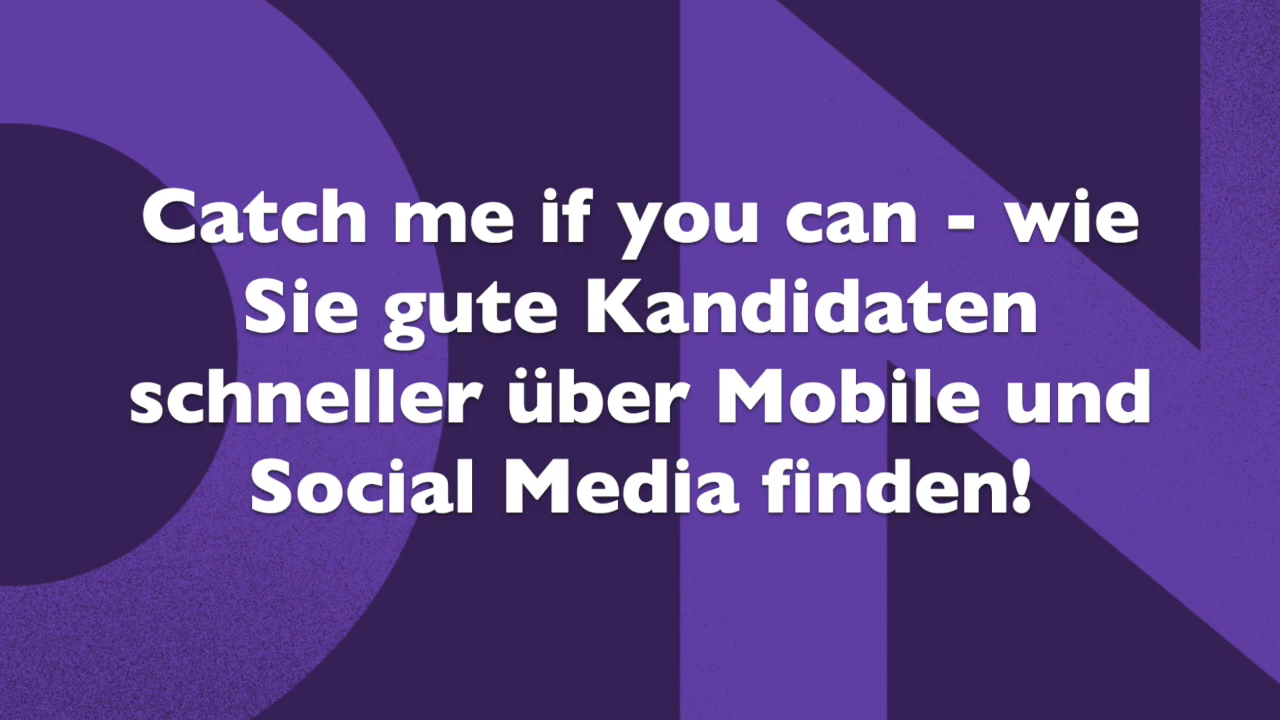 Catch me if you can - wie
Sie gute Kandidaten
schneller über Mobile und
Social Media finden!